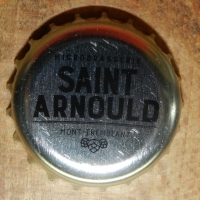 MICROBRASSERIE
SAINT
ARNOULD
MONT-TREMBLANT